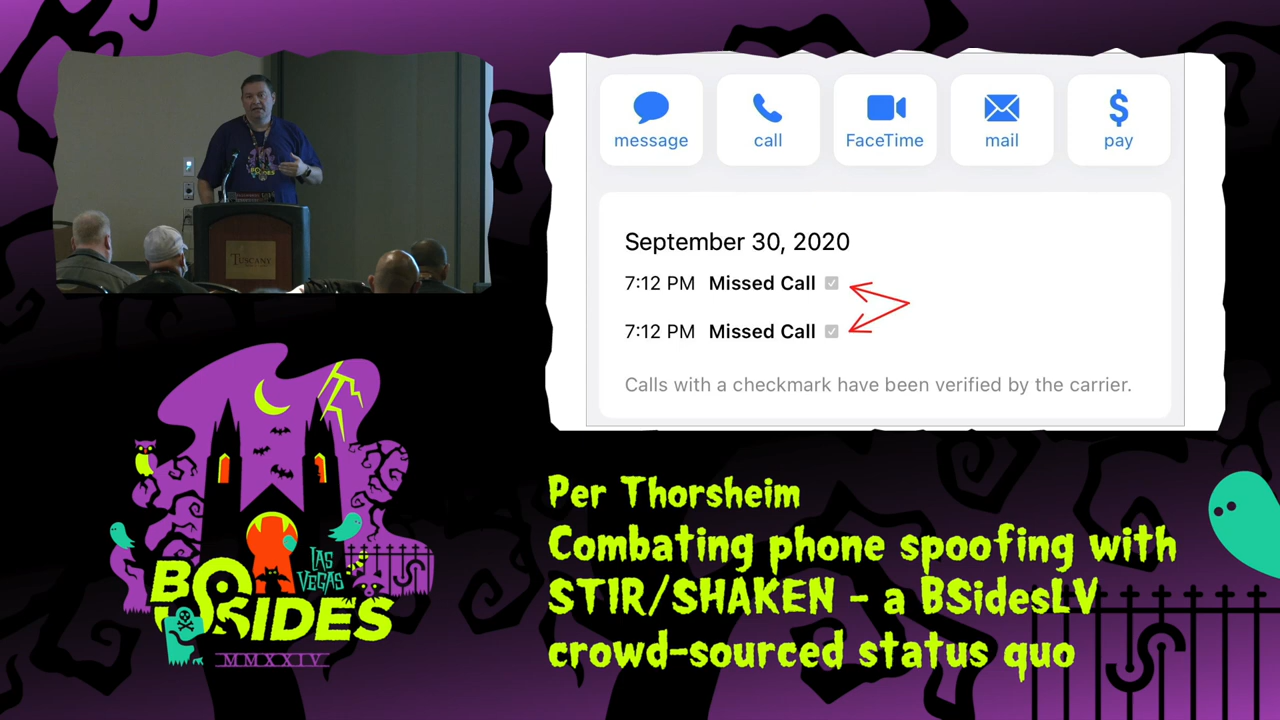 message
call
FaceTime
mail
pay
September 30, 2020
7:12 PM Missed Call
7:12 PM Missed Call
Calls with a checkmark have been verified by the carrier.
TUSCANY
LAS
VEGAS
BSIDES
MMXXIV
Per Thorsheim
Combating phone spoofing with
STIR/SHAKEN - a BSidesLV
crowd-sourced status quo